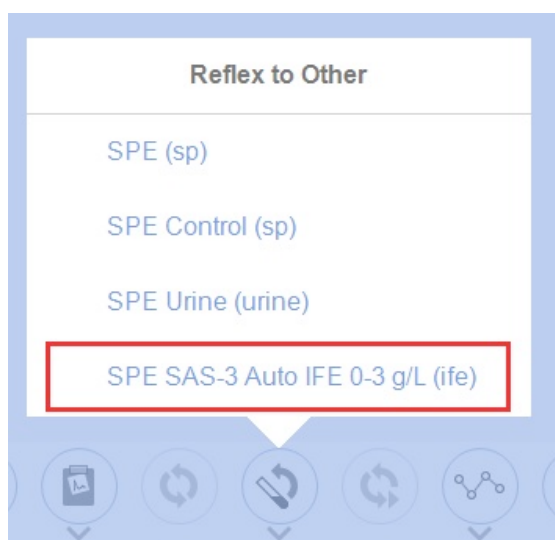 Reflex to Other
SPE (sp)
SPE Control (sp)
SPE Urine (urine)
SPE SAS-3 Auto IFE 0-3 g/L (ife)